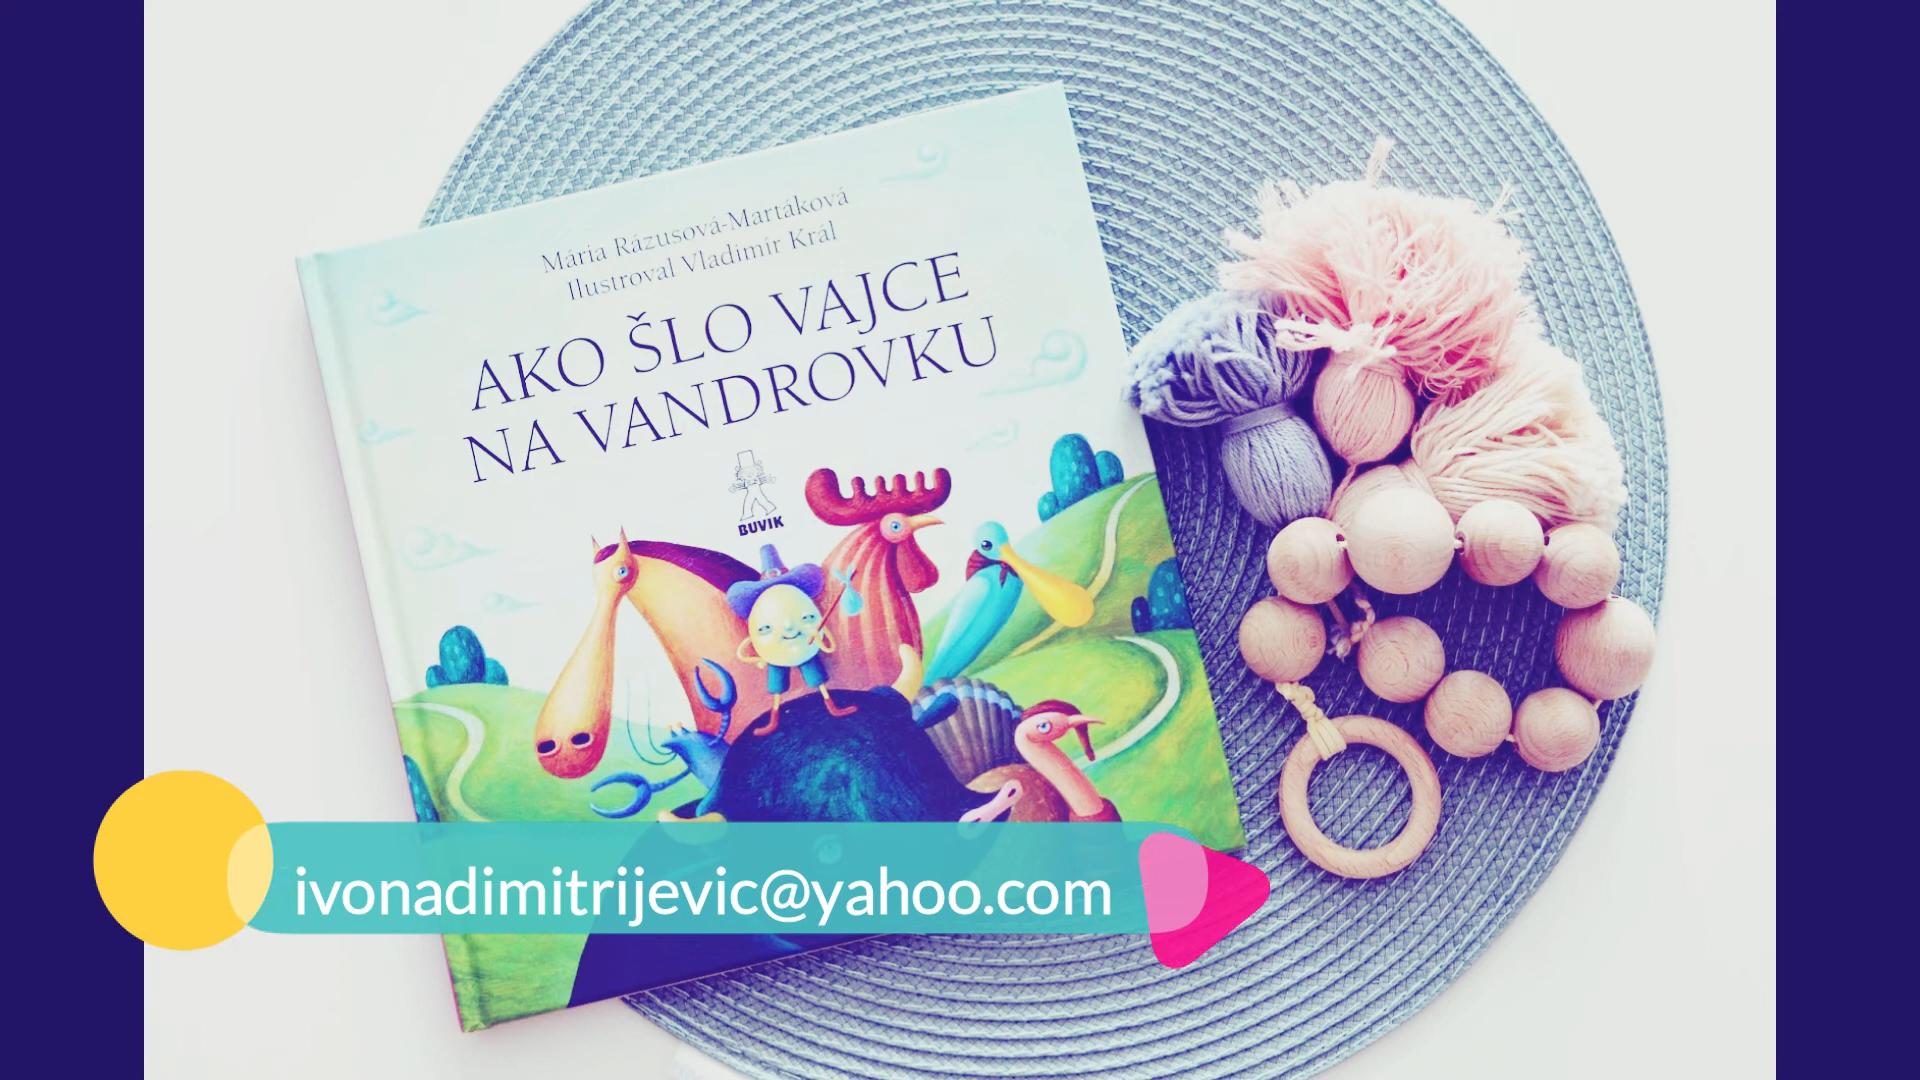 Mária Rázusová-Martáková
Ilustroval Vladimír Král
AKO ŠLO VAJCE
NA VANDROVKU
BUVIK
ivonadimitrijevic@yahoo.com